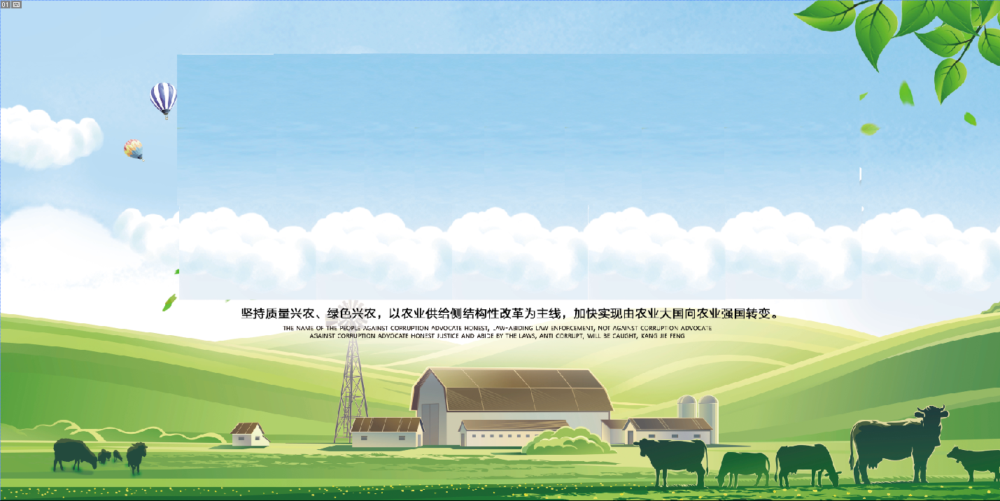 01
坚持质量兴农、绿色兴农，以农业供给侧结构性改革为主线，加快实现由农业大国向农业强国转变。
THE NAME OF THE PEOPLE AGAINST CORRUPTION ADVOCATE HONEST, LAW-ABIDING LAW ENFORCEMENT, NOT AGAINST CORRUPTION ADVOCATE
AGAINST CORRUPTION ADVOCATE HONEST JUSTICE AND ABIDE BY THE LAWS, ANTI CORRUPT, WILL BE CAUGHT, KANG JIE FENG